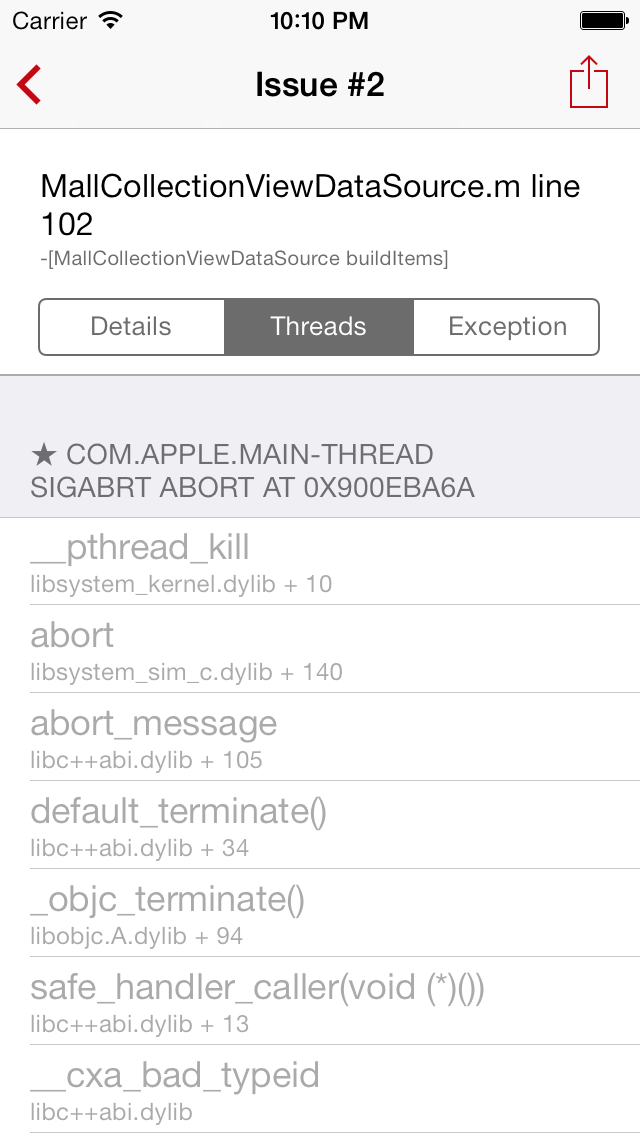 Carrier 10:10 PM
Issue #2
MallCollectionViewDataSource.m line
102
-[MallCollectionViewDataSource buildItems]
Details Threads Exception
★ COM.APPLE.MAIN-THREAD
SIGABRT ABORT AT 0X900EBA6A
__pthread_kill
libsystem_kernel.dylib + 10
abort
libsystem_sim_c.dylib + 140
abort_message
libc++abi.dylib + 105
default_terminate()
libc++abi.dylib + 34
_objc_terminate()
libobjc.A.dylib + 94
safe_handler_caller(void (*)())
libc++abi.dylib + 13
__cxa_bad_typeid
libc++abi.dylib